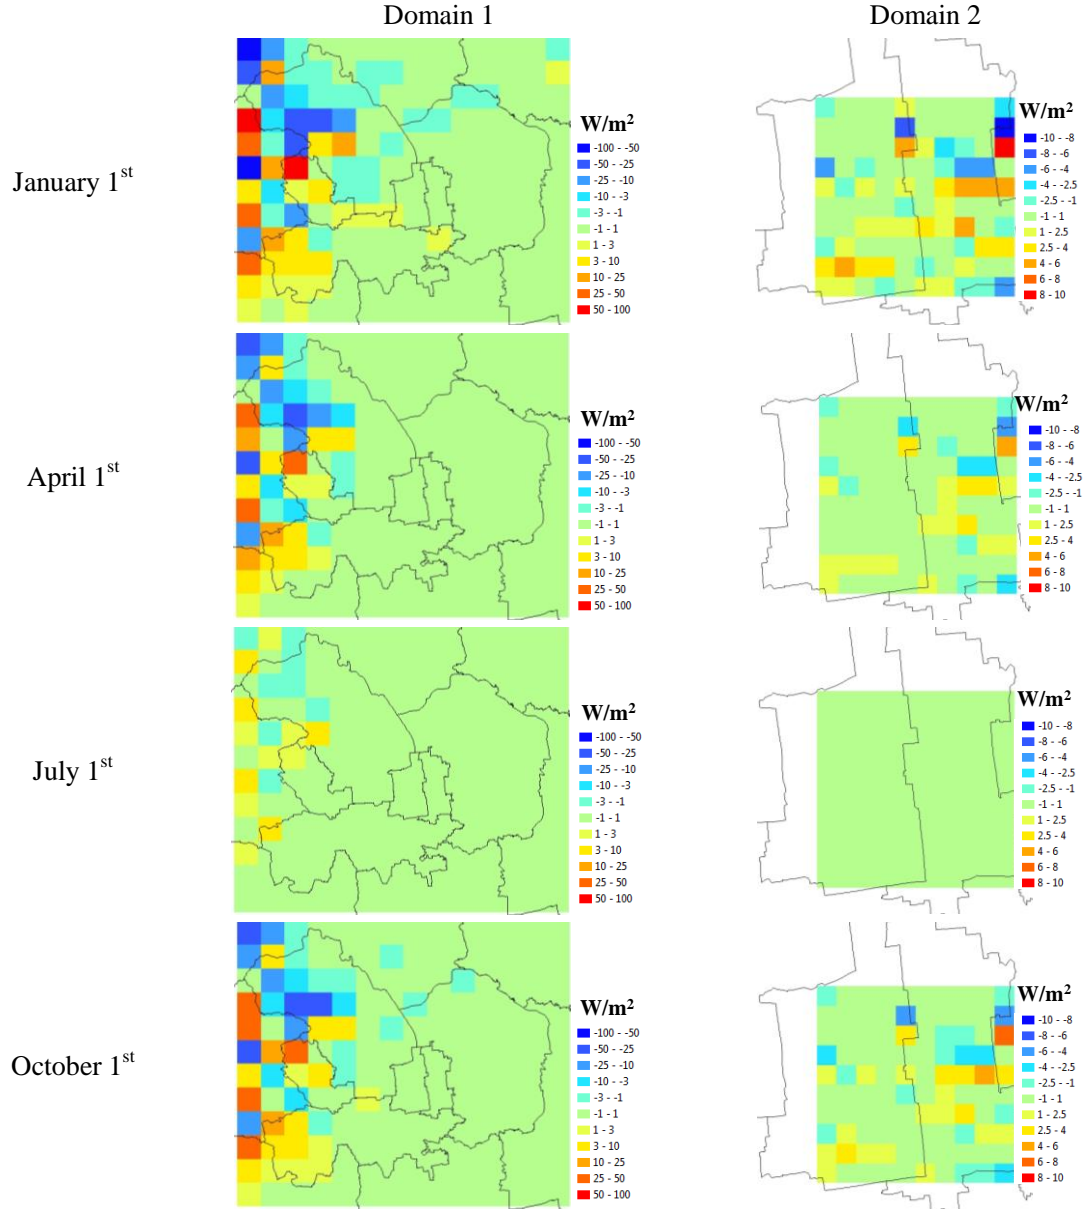 Domain 1 Domain 2
January 1st
W/m2
-100 - -50
-50 - -25
-25 - -10
-10 - -3
-3 - -1
-1 - 1
1 - 3
3 - 10
10 - 25
25 - 50
50 - 100
W/m2
-10 - -8
-8 - -6
-6 - -4
-4 - -2.5
-2.5 - -1
-1 - 1
1 - 2.5
2.5 - 4
4 - 6
6 - 8
8 - 10
April 1st
W/m2
-100 - -50
-50 - -25
-25 - -10
-10 - -3
-3 - -1
-1 - 1
1 - 3
3 - 10
10 - 25
25 - 50
50 - 100
W/m2
-10 - -8
-8 - -6
-6 - -4
-4 - -2.5
-2.5 - -1
-1 - 1
1 - 2.5
2.5 - 4
4 - 6
6 - 8
8 - 10
July 1st
W/m2
-100 - -50
-50 - -25
-25 - -10
-10 - -3
-3 - -1
-1 - 1
1 - 3
3 - 10
10 - 25
25 - 50
50 - 100
W/m2
-10 - -8
-8 - -6
-6 - -4
-4 - -2.5
-2.5 - -1
-1 - 1
1 - 2.5
2.5 - 4
4 - 6
6 - 8
8 - 10
October 1st
W/m2
-100 - -50
-50 - -25
-25 - -10
-10 - -3
-3 - -1
-1 - 1
1 - 3
3 - 10
10 - 25
25 - 50
50 - 100
W/m2
-10 - -8
-8 - -6
-6 - -4
-4 - -2.5
-2.5 - -1
-1 - 1
1 - 2.5
2.5 - 4
4 - 6
6 - 8
8 - 10